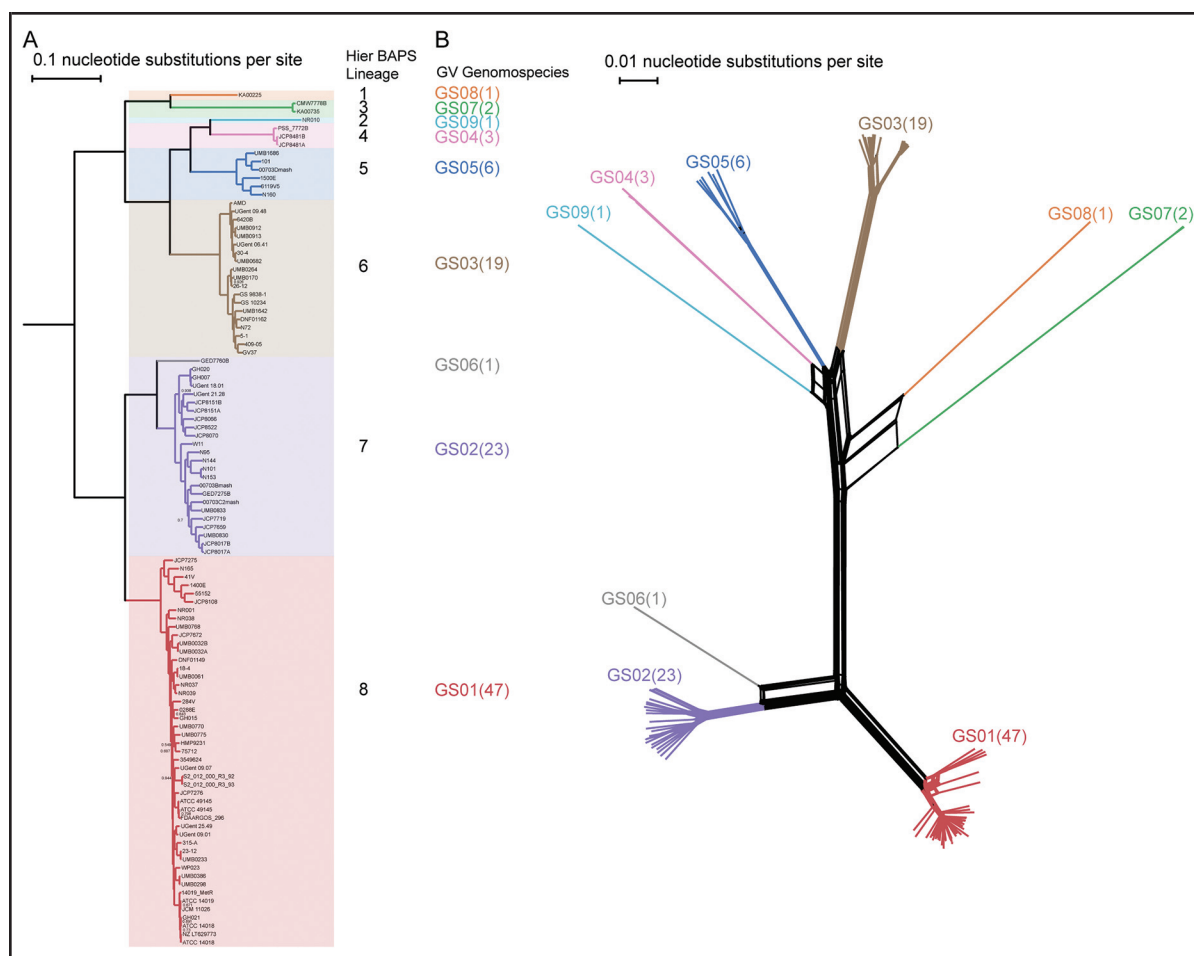 A
0.1 nucleotide substitutions per site
Hier BAPS
Lineage
B
GV Genomospecies
0.01 nucleotide substitutions per site
KA00225
1
GS08(1)
CMW7778B
KA00735
3
GS07(2)
NR010
2
GS09(1)
PSS_7772B
JCP8481B
JCP8481A
4
GS04(3)
UMB1686
101
00703Dmash
1500E
6119V5
N160
5
GS05(6)
AMD
UGent 09.48
6420B
UMB0912
UMB0913
UGent 06.41
00-4
UMB0682
UMB0264
UMB0170
26-12
GS 9838-1
GS 10234
UMB1642
DNF01162
N72
5-1
409-05
GV37
6
GS03(19)
GED7760B
GS06(1)
GH020
GH007
UGent 18.01
UGent 21.28
JCP8151B
JCP8151A
JCP8066
JCP8522
JCP8070
W11
N95
N144
N101
N153
00703Bmash
GED7275B
00703C2mash
UMB0833
JCP7719
0.7
JCP7659
UMB0830
JCP8017B
JCP8017A
7
GS02(23)
JCP7275
N165
41V
1400E
55152
JCP8108
NR001
NR038
UMB0768
JCP7672
UMB0032B
UMB0032A
DNF01149
18-4
UMB0061
NR037
NR039
284V
0288E
GH015
UMB0770
UMB0775
HMP9231
75712
3549624
UGent 09.07
S2_012_000_R3_92
0.644
S2_012_000_R3_93
JCP7276
ATCC 49145
ATCC 49145
FDAARGOS_296
UGent 25.49
UGent 09.01
315-A
23-12
UMB0233
WP023
UMB0386
UMB0298
14019_MetR
ATCC 14019
JCM 11026
GH021
ATCC 14018
NZ L7629773
ATCC 14018
8
GS01(47)
GS03(19)
GS05(6)
GS04(3)
GS09(1)
GS08(1)
GS07(2)
GS06(1)
GS02(23)
GS01(47)